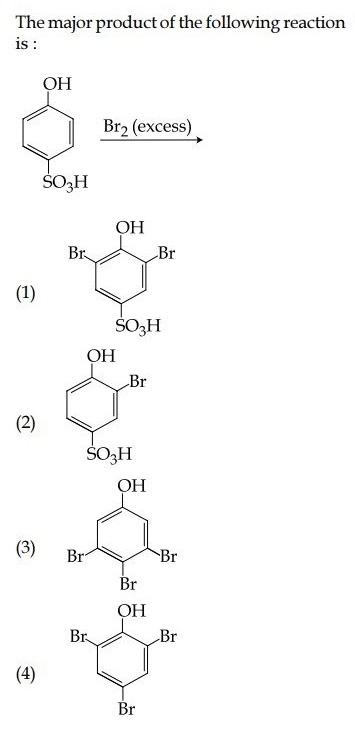 The major product of the following reaction
is :
OH
Br₂ (excess)
SO₃H
OH
Br
Br
(1)
SO₃H
OH
Br
(2)
SO₃H
OH
(3)
Br
Br
Br
OH
Br
Br
(4)
Br